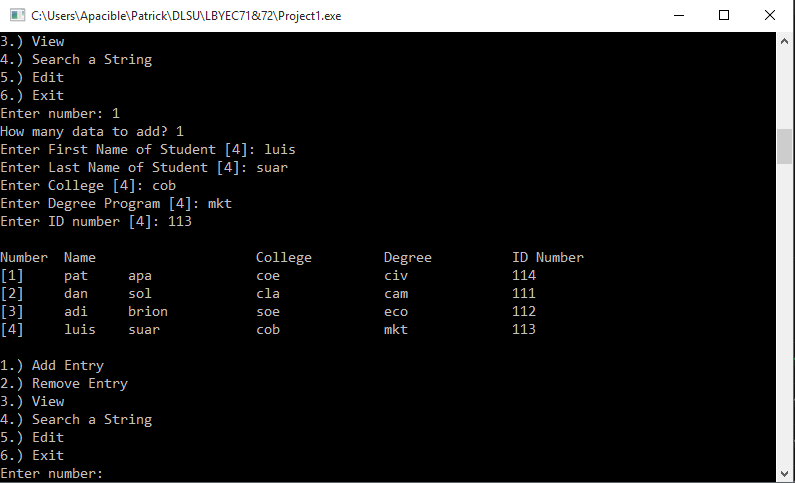 C:\Users\Apacible\Patrick\DLSU\LBYEC71&72\Project1.exe
3.) View
4.) Search a String
5.) Edit
6.) Exit
Enter number: 1
How many data to add? 1
Enter First Name of Student [4]: luis
Enter Last Name of Student [4]: suar
Enter College [4]: cob
Enter Degree Program [4]: mkt
Enter ID number [4]: 113
Number Name College Degree ID Number
[1] pat apa coe civ 114
[2] dan sol cla cam 111
[3] adi brion soe eco 112
[4] luis suar cob mkt 113
1.) Add Entry
2.) Remove Entry
3.) View
4.) Search a String
5.) Edit
6.) Exit
Enter number: